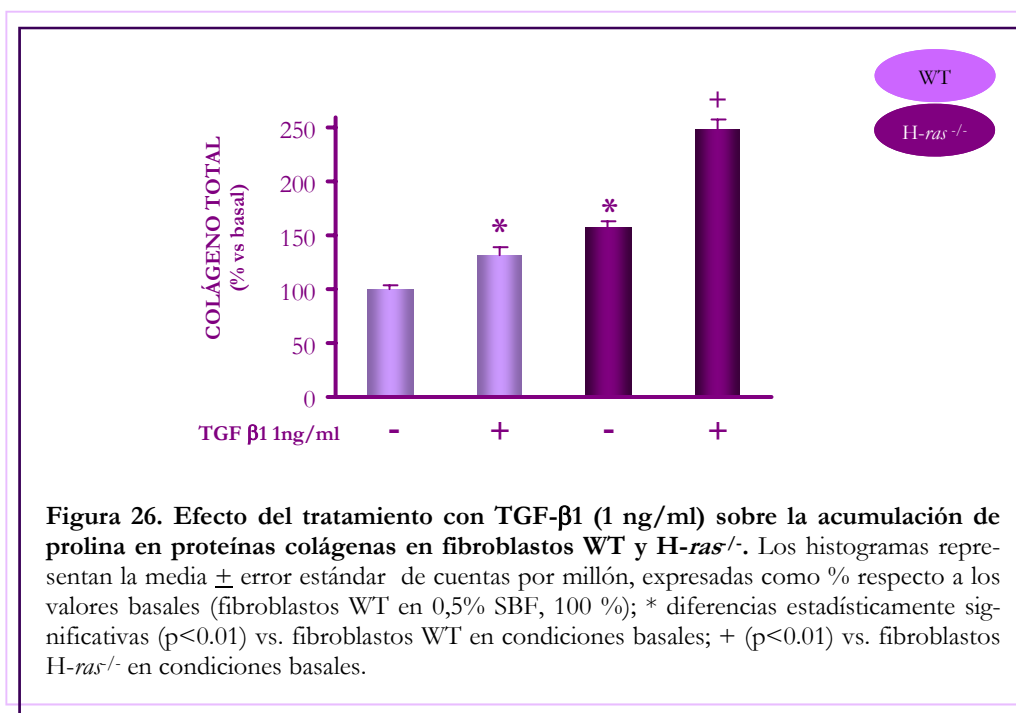 WT
H-ras -/-
+
250
200
150
100
50
0
COLÁGENO TOTAL
(% vs basal)
*
*
TGF β1 1ng/ml - + - +
Figura 26. Efecto del tratamiento con TGF-β1 (1 ng/ml) sobre la acumulación de
prolina en proteínas colágenas en fibroblastos WT y H-ras-/-. Los histogramas repre-
sentan la media + error estándar de cuentas por millón, expresadas como % respecto a los
valores basales (fibroblastos WT en 0,5% SBF, 100 %); * diferencias estadísticamente sig-
nificativas (p<0.01) vs. fibroblastos WT en condiciones basales; + (p<0.01) vs. fibroblastos
H-ras-/- en condiciones basales.